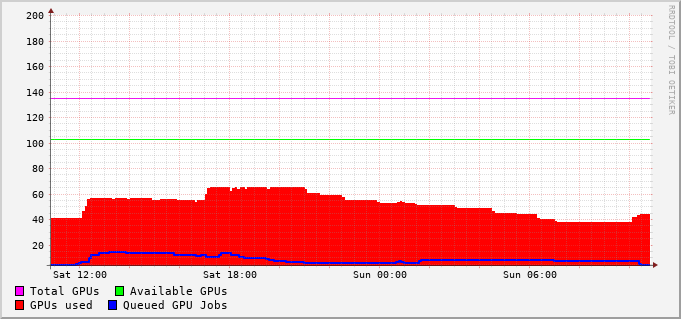 200
180
160
140
120
100
80
60
40
20
Sat 12:00 Sat 18:00 Sun 00:00 Sun 06:00
Total GPUs Available GPUs
GPUs used Queued GPU Jobs
RRDTOOL / TOBI OETIKER